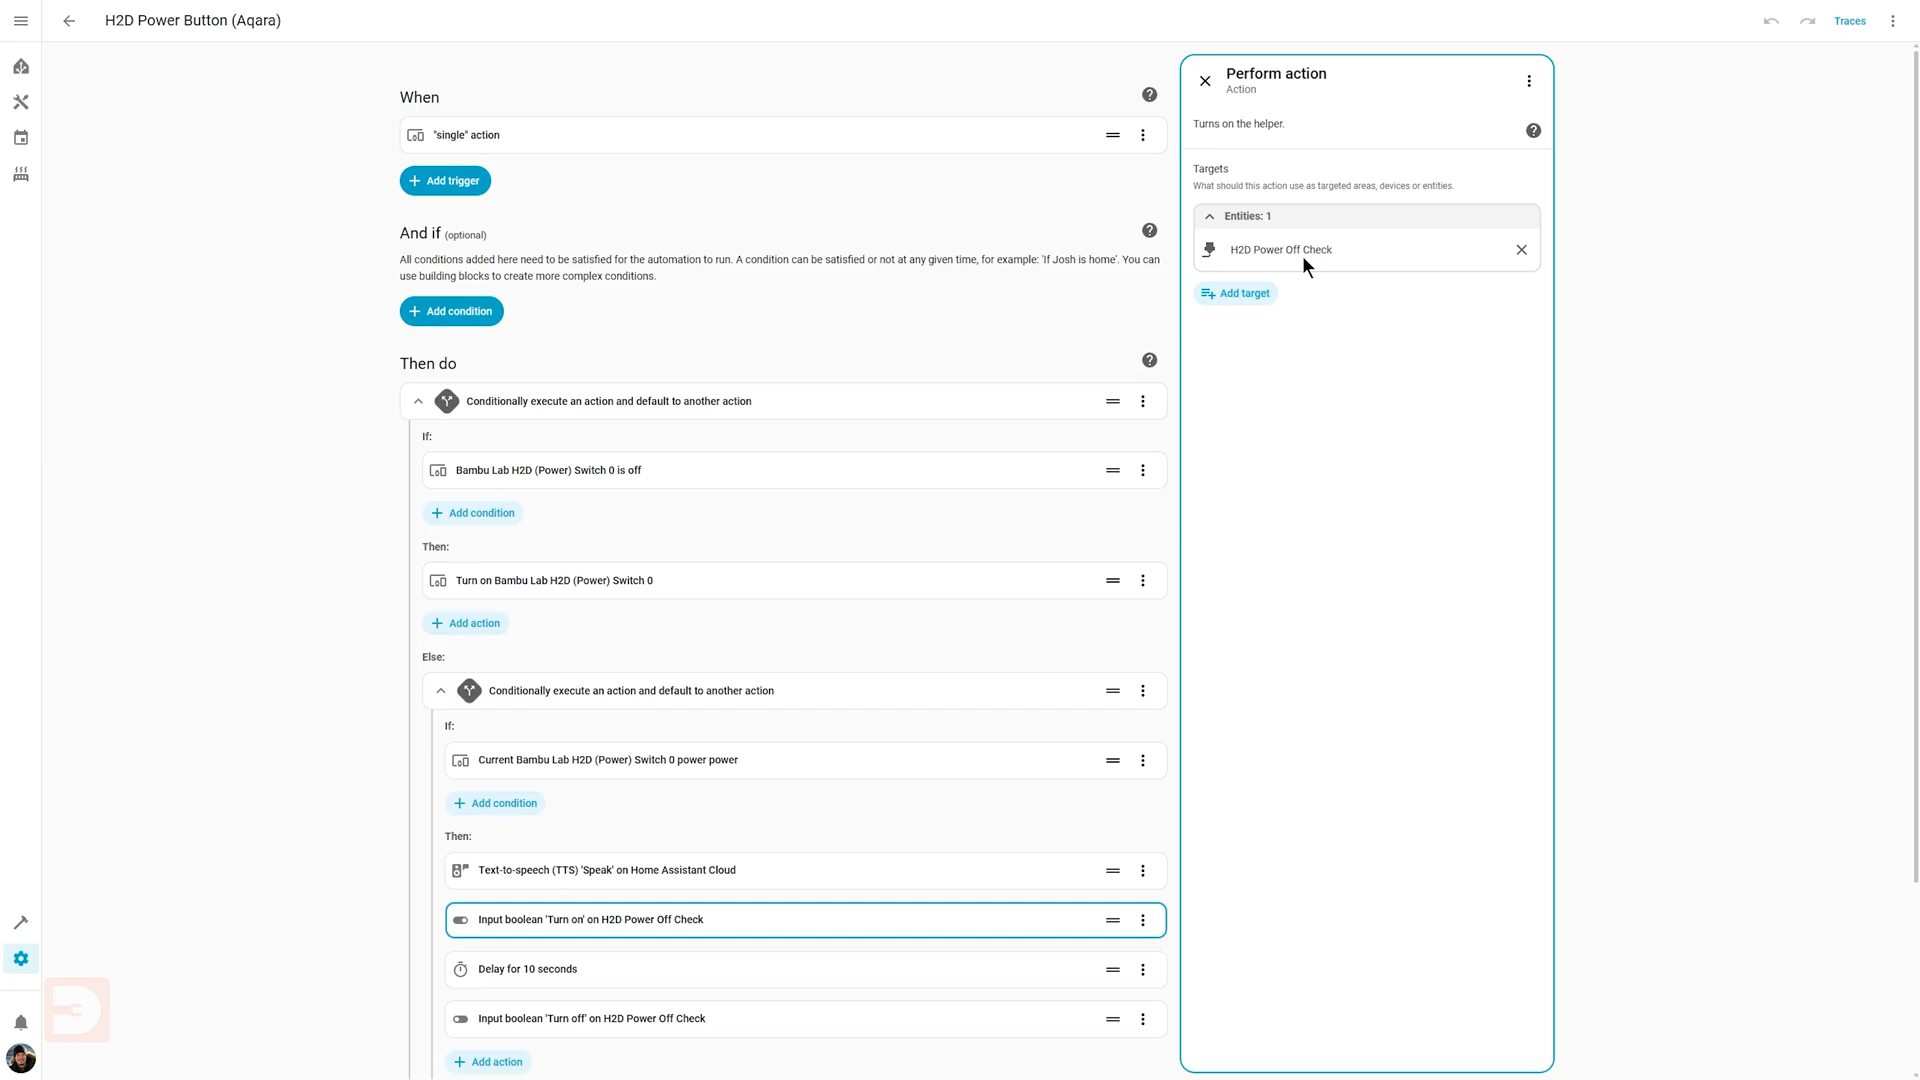 H2D Power Button (Aqara)
Traces
When
"single" action
Add trigger
And if (optional)
All conditions added here need to be satisfied for the automation to run. A condition can be satisfied or not at any given time, for example: 'If Josh is home'. You can
use building blocks to create more complex conditions.
Add condition
Then do
Conditionally execute an action and default to another action
If:
Bambu Lab H2D (Power) Switch 0 is off
Add condition
Then:
Turn on Bambu Lab H2D (Power) Switch 0
Add action
Else:
Conditionally execute an action and default to another action
If:
Current Bambu Lab H2D (Power) Switch 0 power power
Add condition
Then:
Text-to-speech (TTS) 'Speak' on Home Assistant Cloud
Input boolean 'Turn on' on H2D Power Off Check
Delay for 10 seconds
Input boolean 'Turn off' on H2D Power Off Check
Add action
Perform action
Action
Turns on the helper.
Targets
What should this action use as targeted areas, devices or entities.
Entities: 1
H2D Power Off Check
Add target